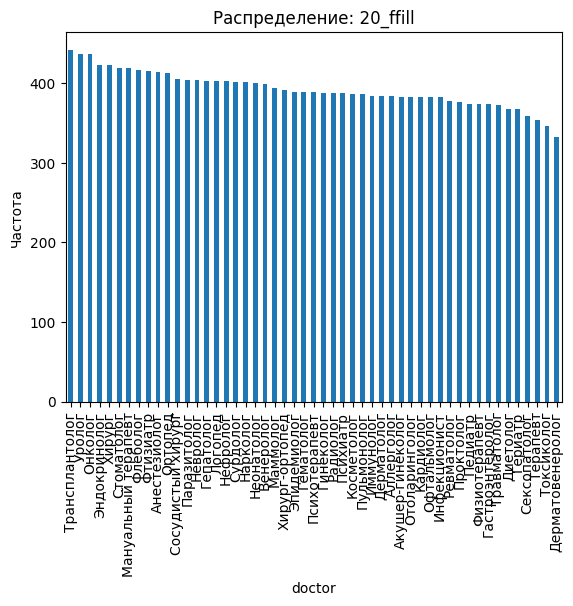 Распределение: 20_ffill
Частота
400
300
200
100
0
Трансплантолог
Уролог
Онколог
Эндокринолог
Хирург
Стоматолог
Мануальный терапевт
Флеболог
Фтизиатр
Анестезиолог
Ортопед
Сосудистый хирург
Паразитолог
Гепатолог
Логопед
Сурдолог
Нарколог
Неонатолог
Венеролог
Маммолог
Хирург-ортопед
Эпидемиолог
Гематолог
Психотерапевт
Гинеколог
Радиолог
Психиатр
Косметолог
Пульмонолог
Иммунолог
Дерматолог
Аллерголог
Акушер-гинеколог
Отоларинголог
Кардиолог
Офтальмолог
Инфекционист
Ревматолог
Проктолог
Педиатр
Физиотерапевт
Гастроэнтеролог
Травматолог
Диетолог
Гериатр
Сексопатолог
Терапевт
Токсиколог
Дерматовенеролог
doctor